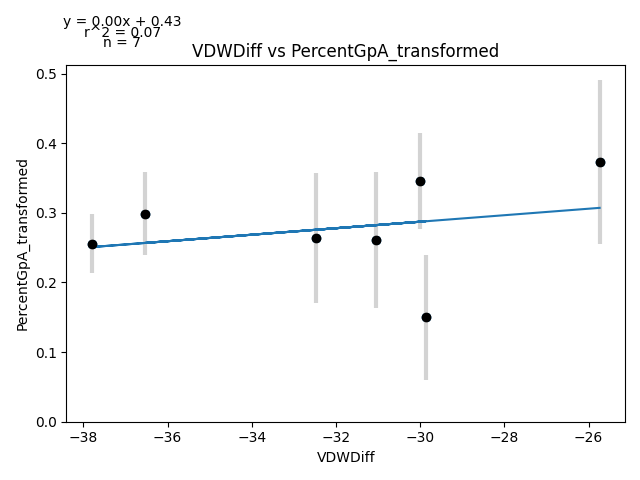 y = 0.00x + 0.43
r^2 = 0.07
n = 7
VDWDiff vs PercentGpA_transformed
PercentGpA_transformed
0.5
0.4
0.3
0.2
0.1
0.0
−38 −36 −34 −32 −30 −28 −26
VDWDiff